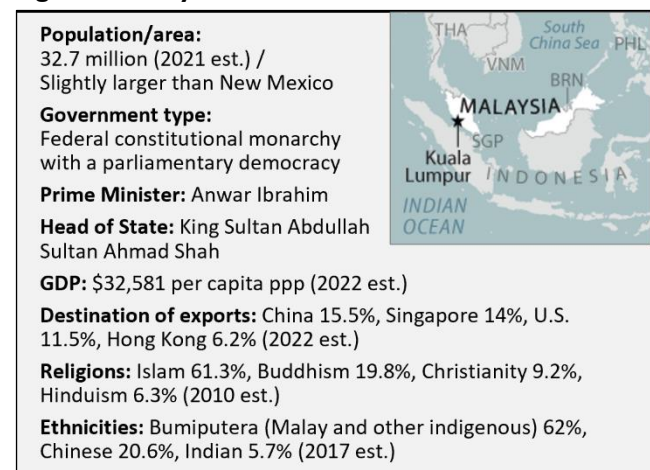 Population/area:
32.7 million (2021 est.) /
Slightly larger than New Mexico
Government type:
Federal constitutional monarchy
with a parliamentary democracy
Prime Minister: Anwar Ibrahim
Head of State: King Sultan Abdullah
Sultan Ahmad Shah
GDP: $32,581 per capita ppp (2022 est.)
Destination of exports: China 15.5%, Singapore 14%, U.S.
11.5%, Hong Kong 6.2% (2022 est.)
Religions: Islam 61.3%, Buddhism 19.8%, Christianity 9.2%,
Hinduism 6.3% (2010 est.)
Ethnicities: Bumiputera (Malay and other indigenous) 62%,
Chinese 20.6%, Indian 5.7% (2017 est.)
THA
South
China Sea
PHL
VNM
BRN
MALAYSIA
SGP
Kuala
Lumpur
INDONESIA
INDIAN
OCEAN